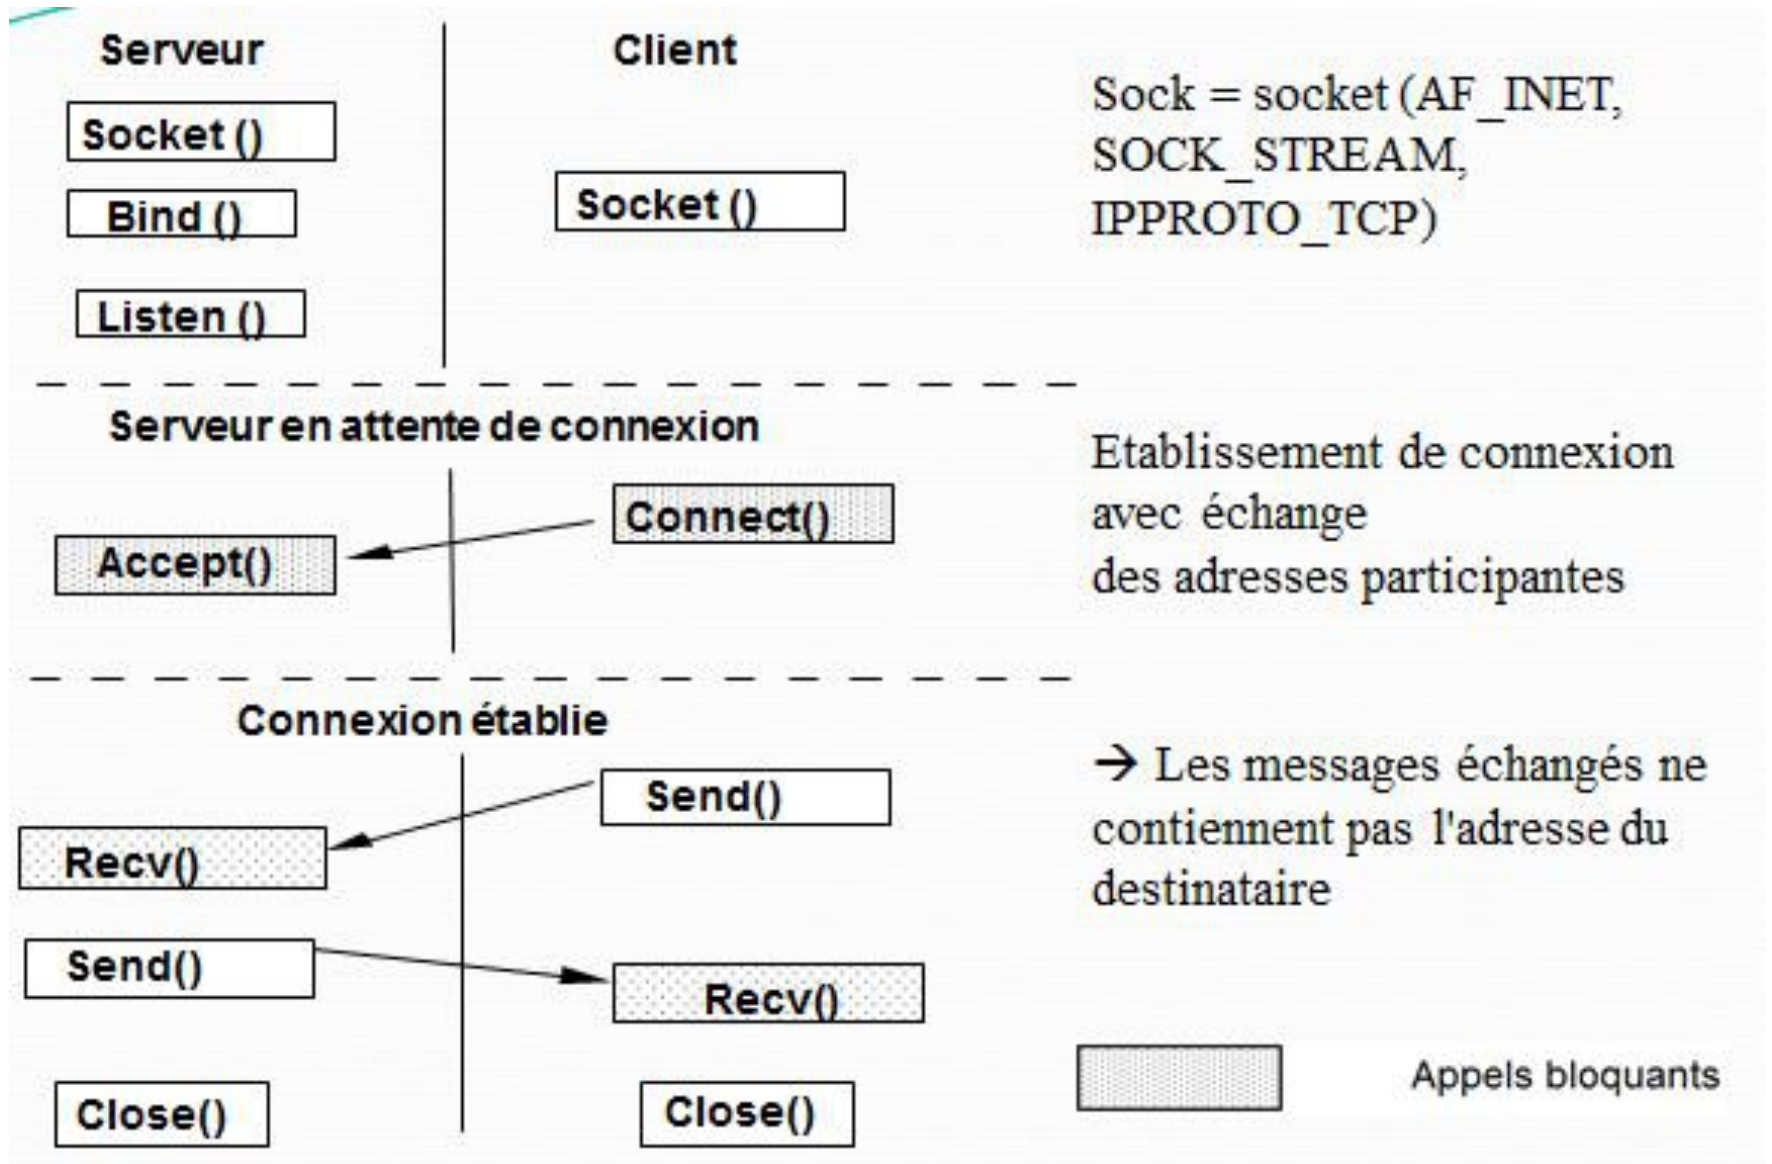 Serveur
Client
Socket ()
Bind ()
Listen ()
Socket ()
Sock = socket (AF_INET,
SOCK_STREAM,
IPPROTO_TCP)
Serveur en attente de connexion
Connect()
Accept()
Etablissement de connexion
avec échange
des adresses participantes
Connexion établie
Send()
Recv()
Send()
Recv()
Close()
Close()
→ Les messages échangés ne
contiennent pas l'adresse du
destinataire
Appels bloquants